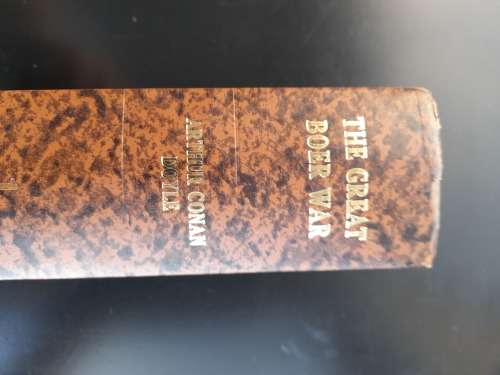 THE GREAT
BOER WAR
ARTHUR CONAN
DOYLE